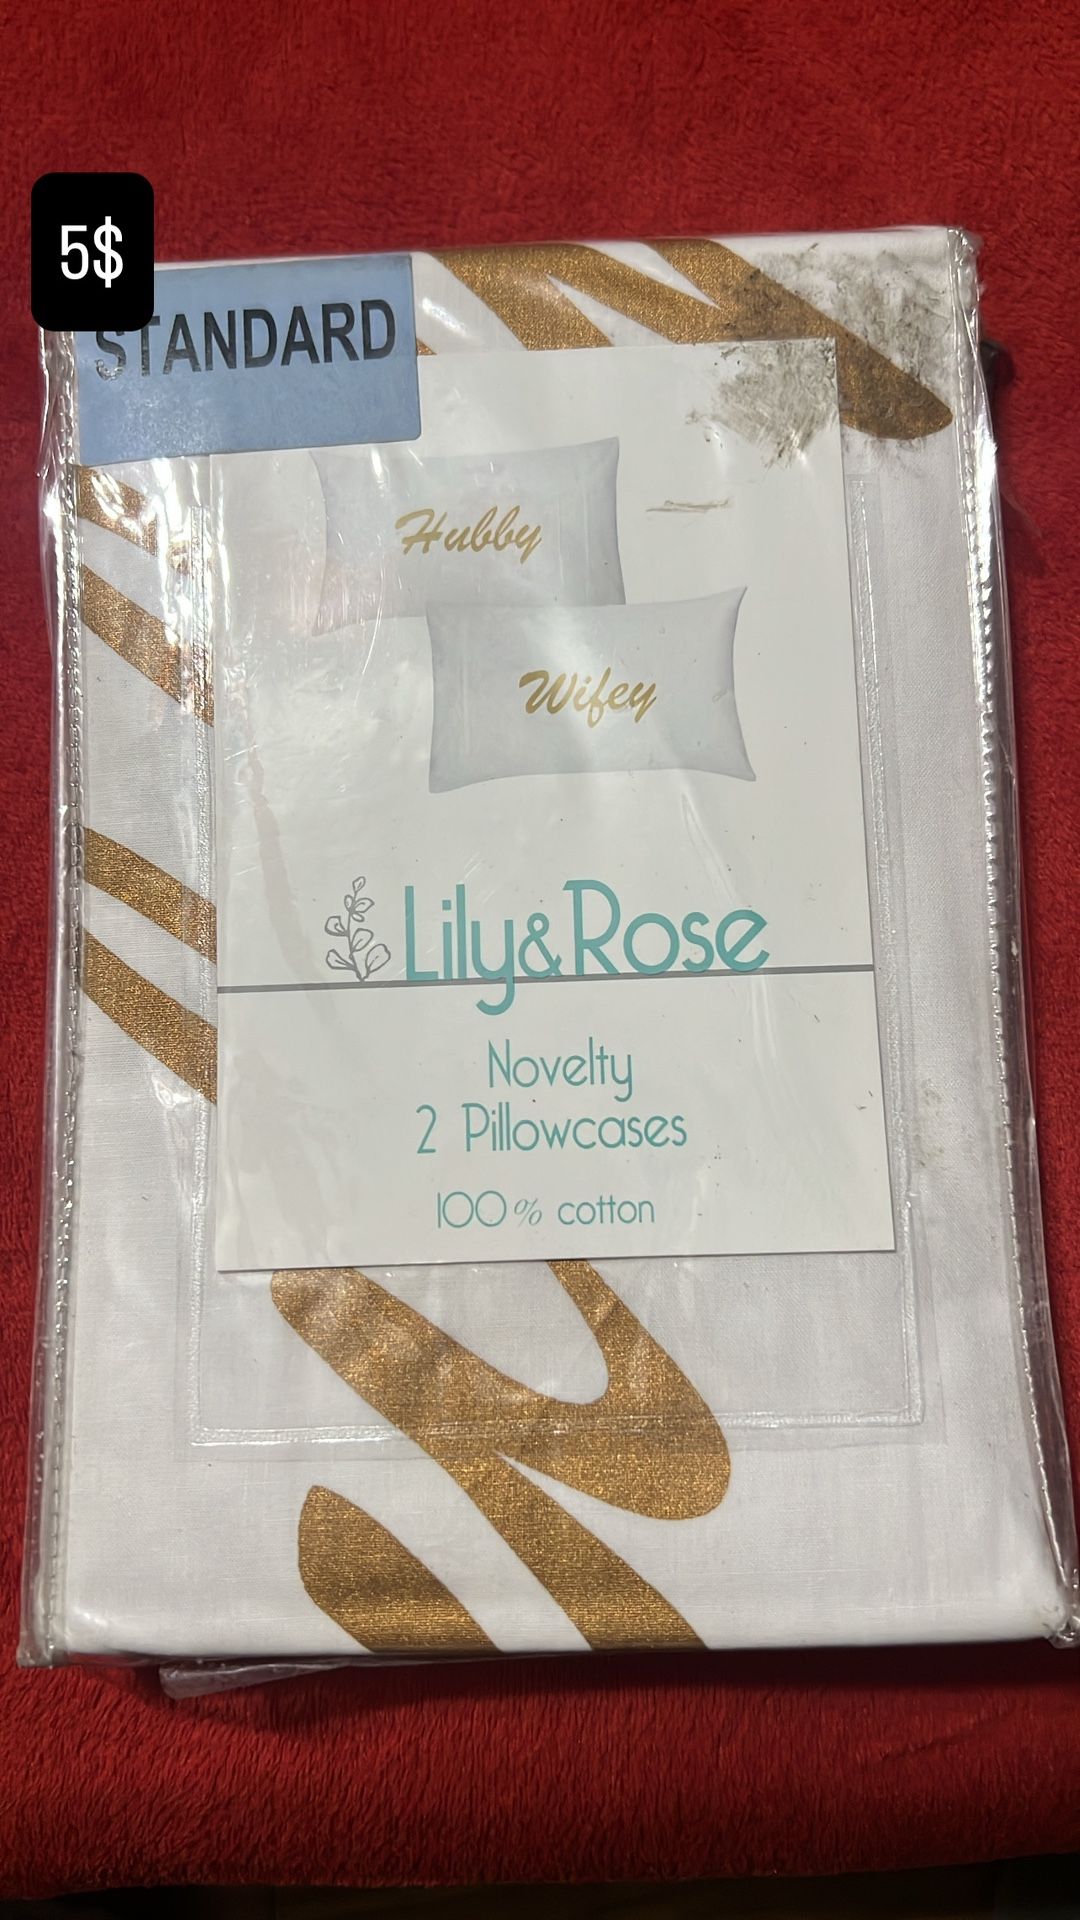 5$
STANDARD
Hubby
Wifey
Lily&Rose
Novelty
2 Pillowcases
100% cotton